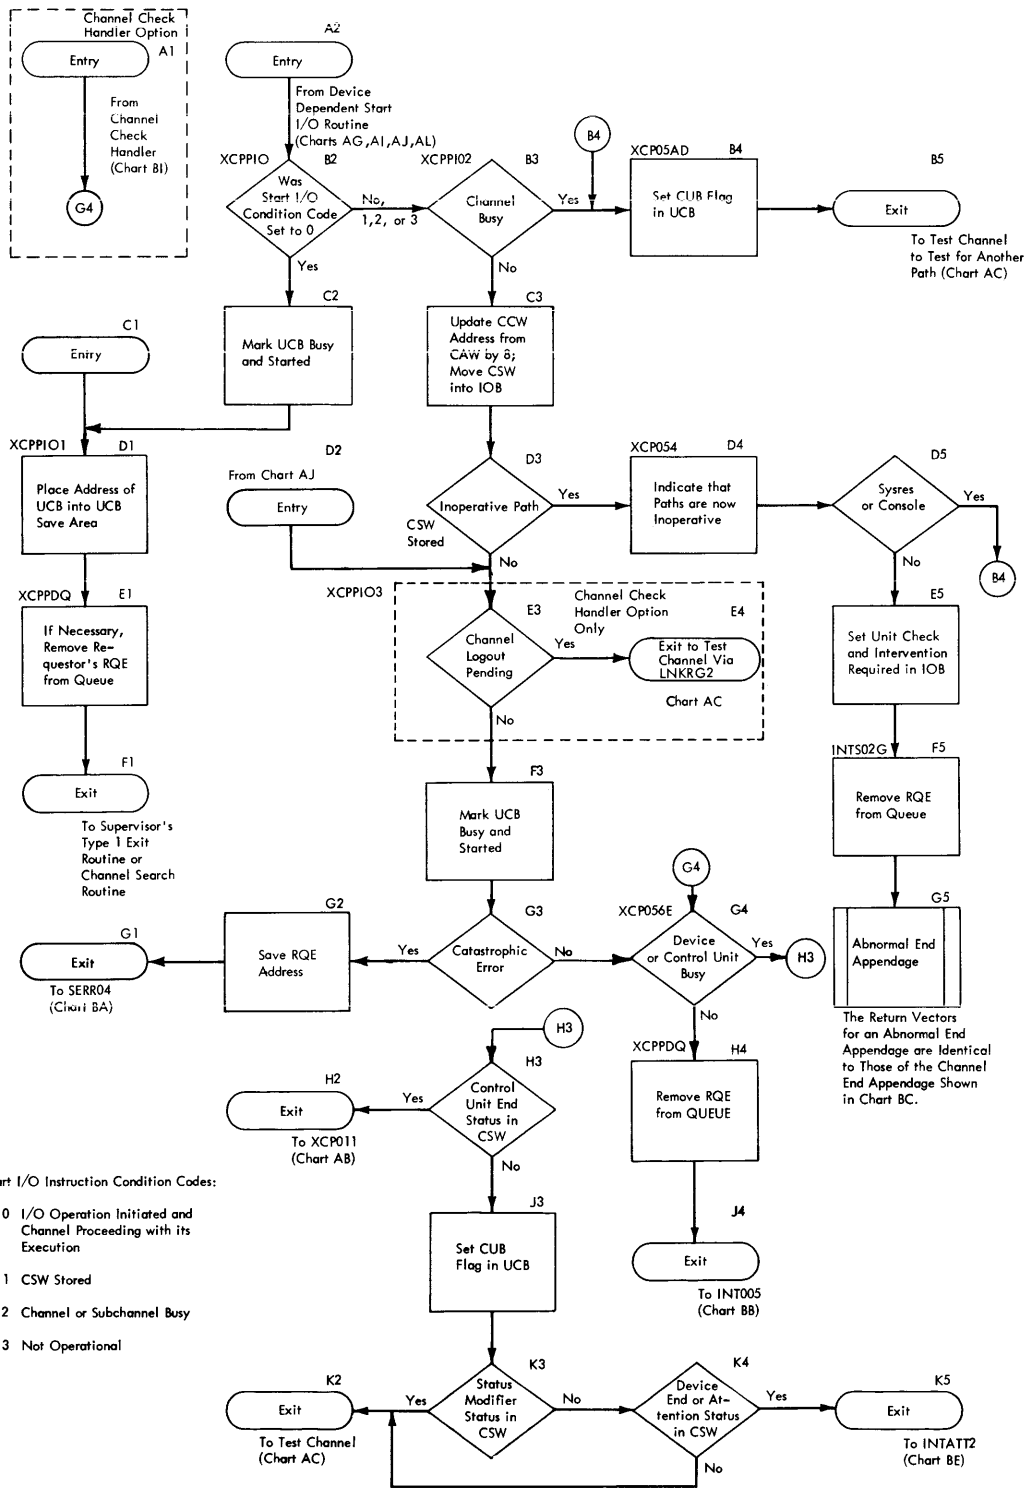 Channel Check
Handler Option
A1
Entry
From
Channel
Check
Handler
(Chart BI)
G4
A2
Entry
From Device
Dependent Start
I/O Routine
(Charts AG,AI,AJ,AL)
XCPPIO
B2
Was
Start I/O
Condition Code
Set to 0
No,
1,2, or 3
Yes
XCPPI02
B3
Channel
Busy
Yes
No
B4
XCP05AD
B4
Set CUB Flag
in UCB
B5
Exit
To Test Channel
to Test for Another
Path (Chart AC)
C1
Entry
C2
Mark UCB Busy
and Started
C3
Update CCW
Address from
CAW by 8;
Move CSW
into IOB
XCPPIO1
D1
Place Address of
UCB into UCB
Save Area
D2
From Chart AJ
Entry
D3
Inoperative Path
Yes
CSW
Stored
No
XCP054
D4
Indicate that
Paths are now
Inoperative
D5
Sysres
or Console
Yes
No
B4
XCPPDQ
E1
If Necessary,
Remove Re-
questor's RQE
from Queue
XCPPIO3
E3
Channel
Logout
Pending
Yes
No
Channel Check
Handler Option
Only
E4
Exit to Test
Channel Via
LNKRG2
Chart AC
E5
Set Unit Check
and Intervention
Required in IOB
F1
Exit
To Supervisor's
Type 1 Exit
Routine or
Channel Search
Routine
F3
Mark UCB
Busy and
Started
INTS02G
F5
Remove RQE
from Queue
G1
Exit
To SERR04
(Chart BA)
G2
Save RQE
Address
Yes
G3
Catastrophic
Error
No
G4
XCP056E
G4
Device
or Control Unit
Busy
Yes
No
H3
G5
Abnormal End
Appendage
The Return Vectors
for an Abnormal End
Appendage are Identical
to Those of the Channel
End Appendage Shown
in Chart BC.
H3
H2
Exit
To XCP011
(Chart AB)
Yes
H3
Control
Unit End
Status in
CSW
No
XCPPDQ
H4
Remove RQE
from QUEUE
J3
Set CUB
Flag in UCB
J4
Exit
To INT005
(Chart BB)
rt I/O Instruction Condition Codes:
0 I/O Operation Initiated and
Channel Proceeding with its
Execution
1 CSW Stored
2 Channel or Subchannel Busy
3 Not Operational
K2
Exit
To Test Channel
(Chart AC)
Yes
K3
Status
Modifier
Status in
CSW
No
K4
Device
End or At-
tention Status
in CSW
Yes
No
K5
Exit
To INTATT2
(Chart BE)